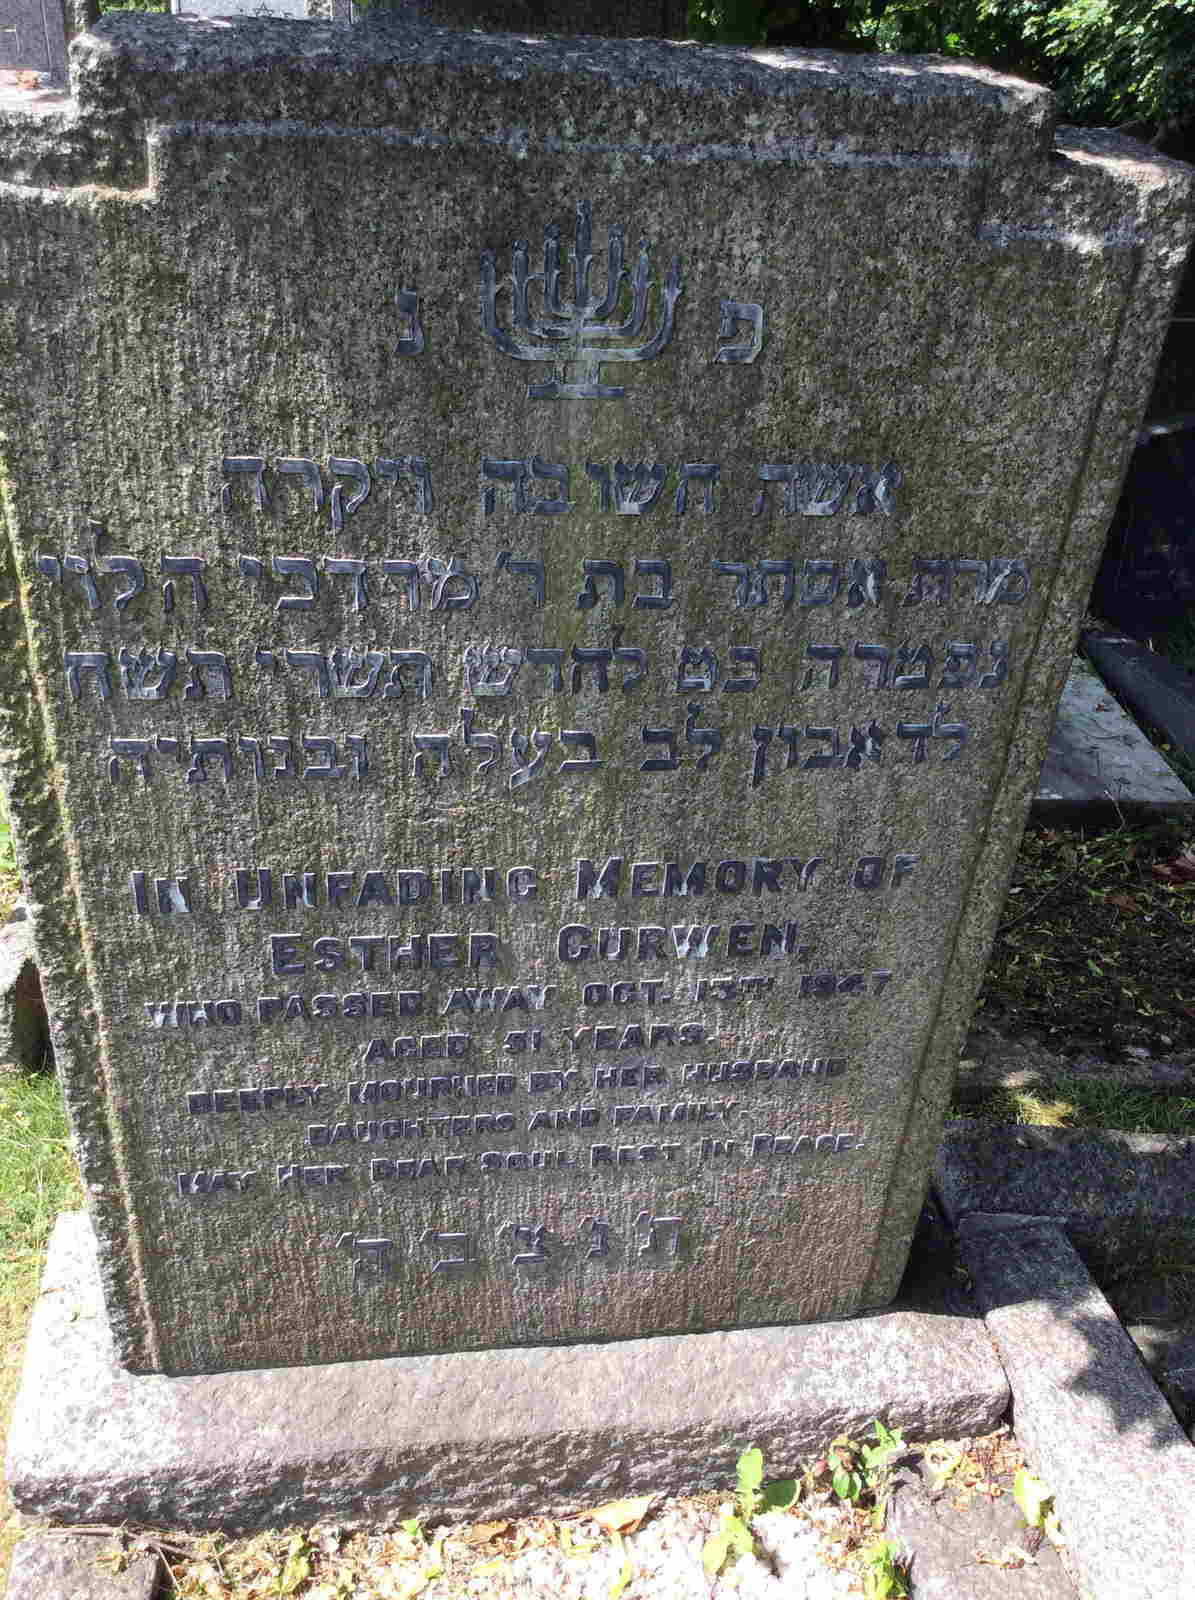 פ נ
אשה חשובה ויקרה
מרת אסתר בת ר' מרדכי הלוי
נפטרה כט לחדש תשרי תשח
לדאבון לב בעלה ובנותיה
IN UNFADING MEMORY OF
ESTHER GURWEN,
WHO PASSED AWAY OCT. 13TH 1947
AGED 51 YEARS.
DEEPLY MOURNED BY HER HUSBAND
DAUGHTERS AND FAMILY.
MAY HER DEAR SOUL REST IN PEACE.
ת' נ' צ' ב' ה'